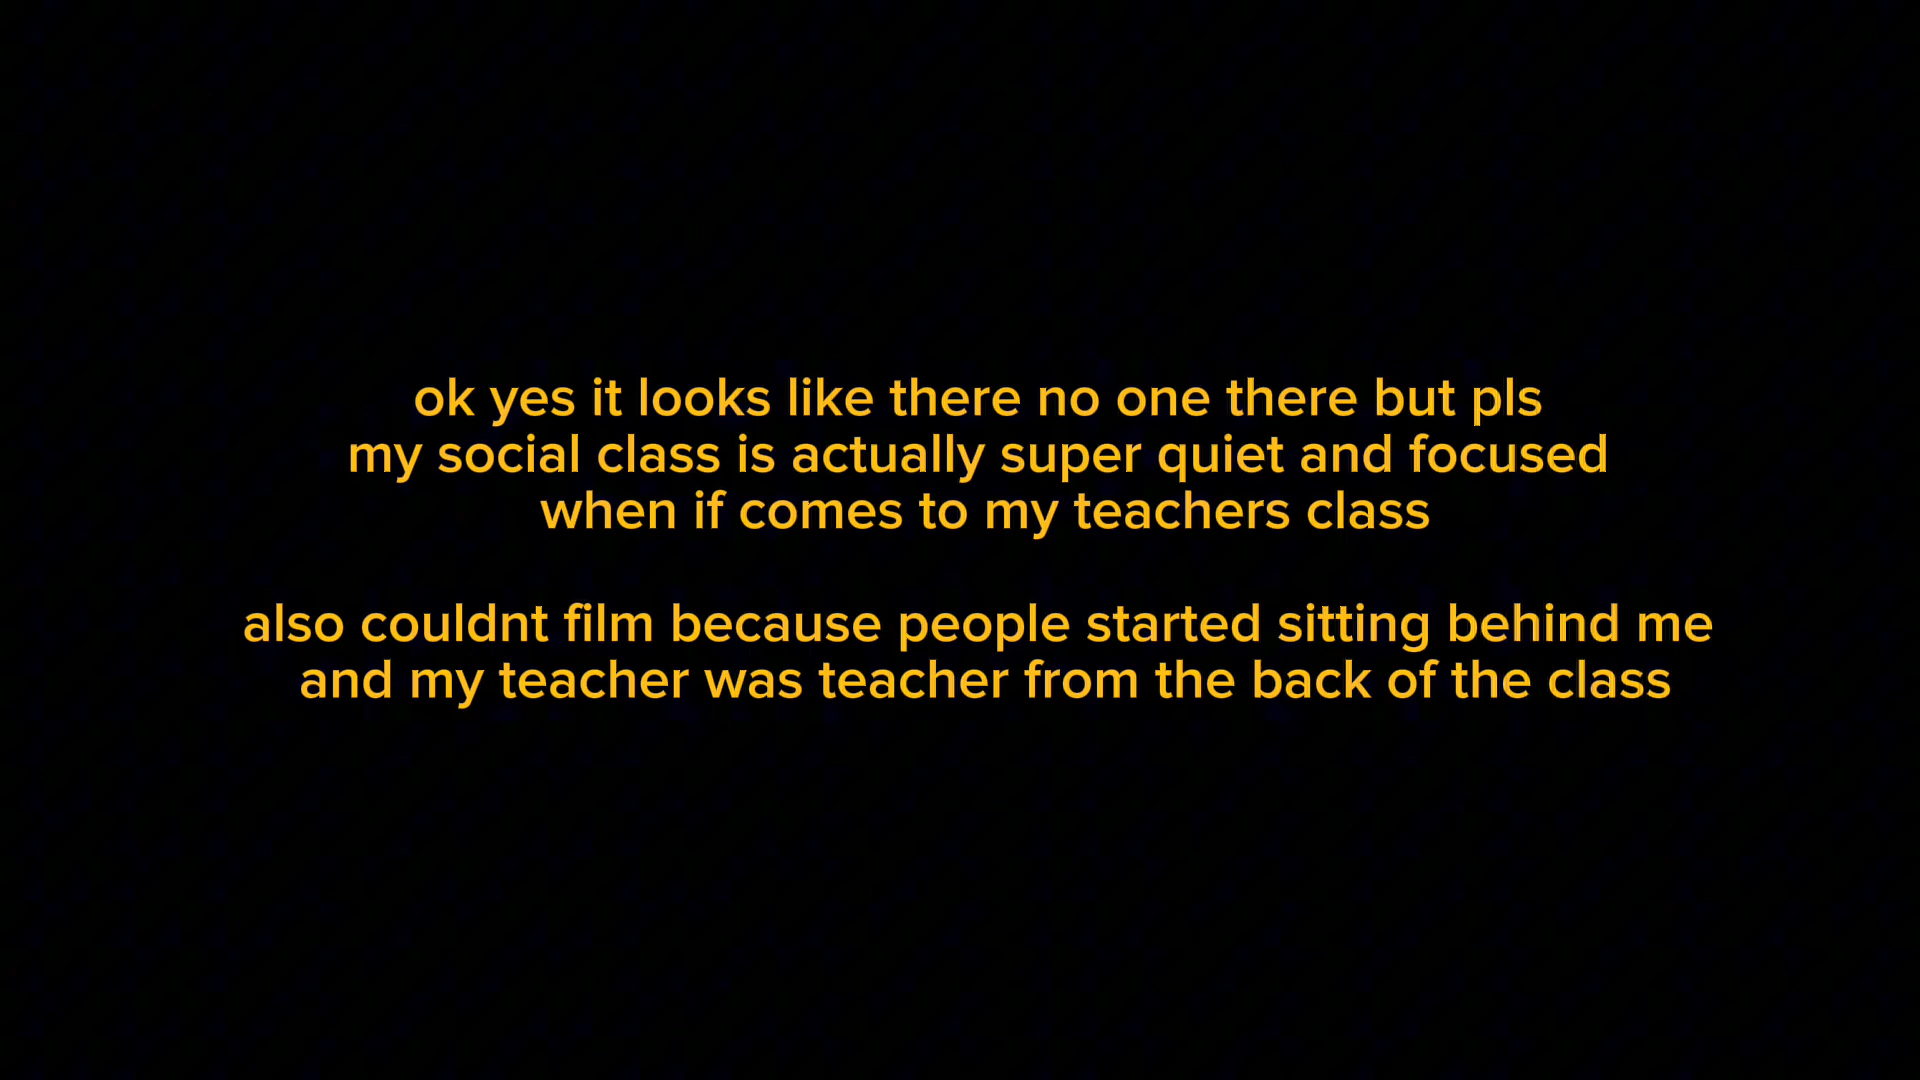 ok yes it looks like there no one there but pls
my social class is actually super quiet and focused
when if comes to my teachers class
also couldnt film because people started sitting behind me
and my teacher was teacher from the back of the class